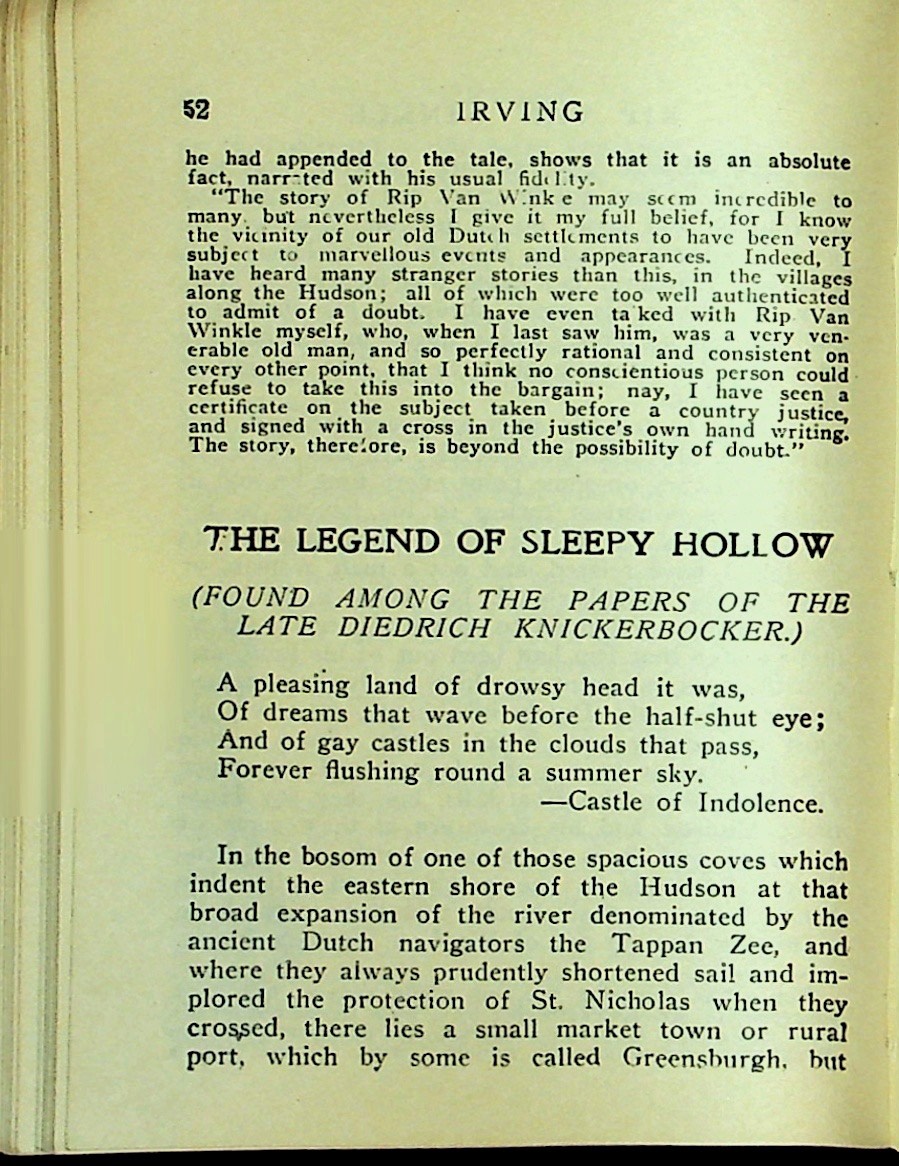 52 IRVING
he had appended to the tale, shows that it is an absolute
fact, narrated with his usual fidelity.
"The story of Rip Van Winkle may seem incredible to
many, but nevertheless I give it my full belief, for I know
the vicinity of our old Dutch settlements to have been very
subject to marvellous events and appearances. Indeed, I
have heard many stranger stories than this, in the villages
along the Hudson; all of which were too well authenticated
to admit of a doubt. I have even talked with Rip Van
Winkle myself, who, when I last saw him, was a very ven-
erable old man, and so perfectly rational and consistent on
every other point, that I think no conscientious person could
refuse to take this into the bargain; nay, I have seen a
certificate on the subject taken before a country justice,
and signed with a cross in the justice's own hand writing.
The story, therefore, is beyond the possibility of doubt."
THE LEGEND OF SLEEPY HOLLOW
(FOUND AMONG THE PAPERS OF THE
LATE DIEDRICH KNICKERBOCKER.)
A pleasing land of drowsy head it was,
Of dreams that wave before the half-shut eye;
And of gay castles in the clouds that pass,
Forever flushing round a summer sky.
—Castle of Indolence.
In the bosom of one of those spacious coves which
indent the eastern shore of the Hudson at that
broad expansion of the river denominated by the
ancient Dutch navigators the Tappan Zee, and
where they always prudently shortened sail and im-
plored the protection of St. Nicholas when they
crossed, there lies a small market town or rural
port, which by some is called Greensburgh, but